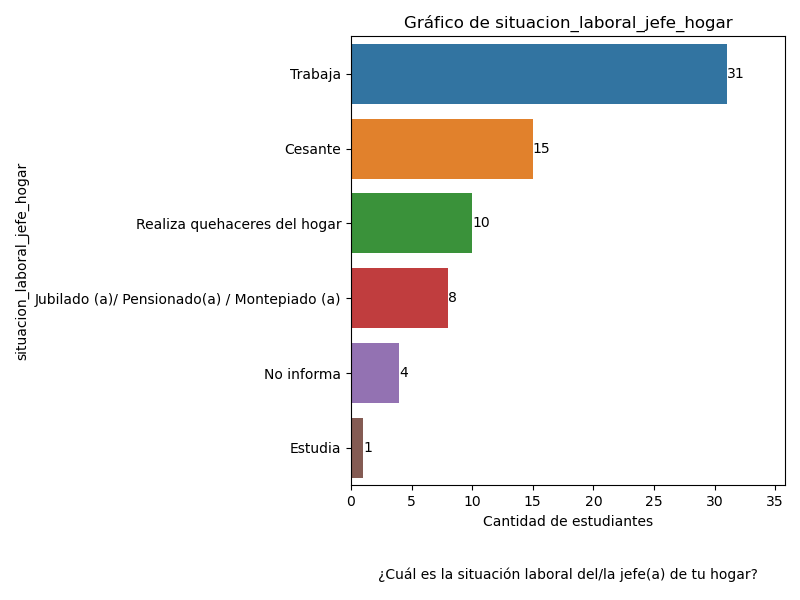 Gráfico de situacion_laboral_jefe_hogar
situacion_laboral_jefe_hogar
Trabaja
31
Cesante
15
Realiza quehaceres del hogar
10
Jubilado (a)/ Pensionado(a) / Montepiado (a)
8
No informa
4
Estudia
1
0 5 10 15 20 25 30 35
Cantidad de estudiantes
¿Cuál es la situación laboral del/la jefe(a) de tu hogar?